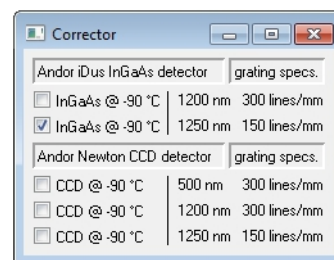 Corrector
Andor iDus InGaAs detector grating specs.
InGaAs @ -90 °C 1200 nm 300 lines/mm
InGaAs @ -90 °C 1250 nm 150 lines/mm
Andor Newton CCD detector grating specs.
CCD @ -90 °C 500 nm 300 lines/mm
CCD @ -90 °C 1200 nm 300 lines/mm
CCD @ -90 °C 1250 nm 150 lines/mm